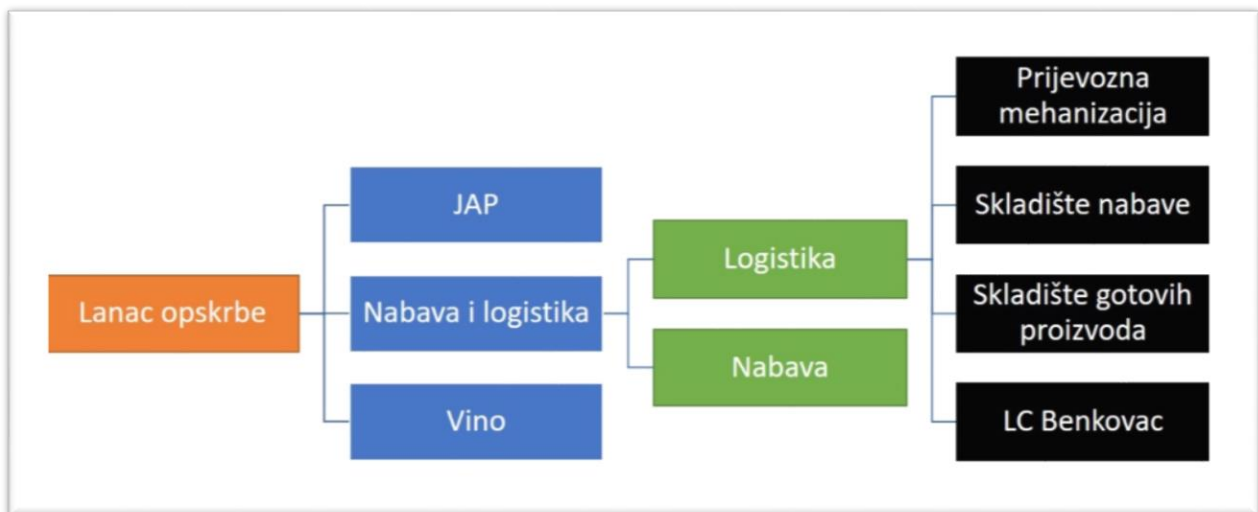 Lanac opskrbe
JAP
Nabava i logistika
Vino
Logistika
Nabava
Prijevozna
mehanizacija
Skladište nabave
Skladište gotovih
proizvoda
LC Benkovac